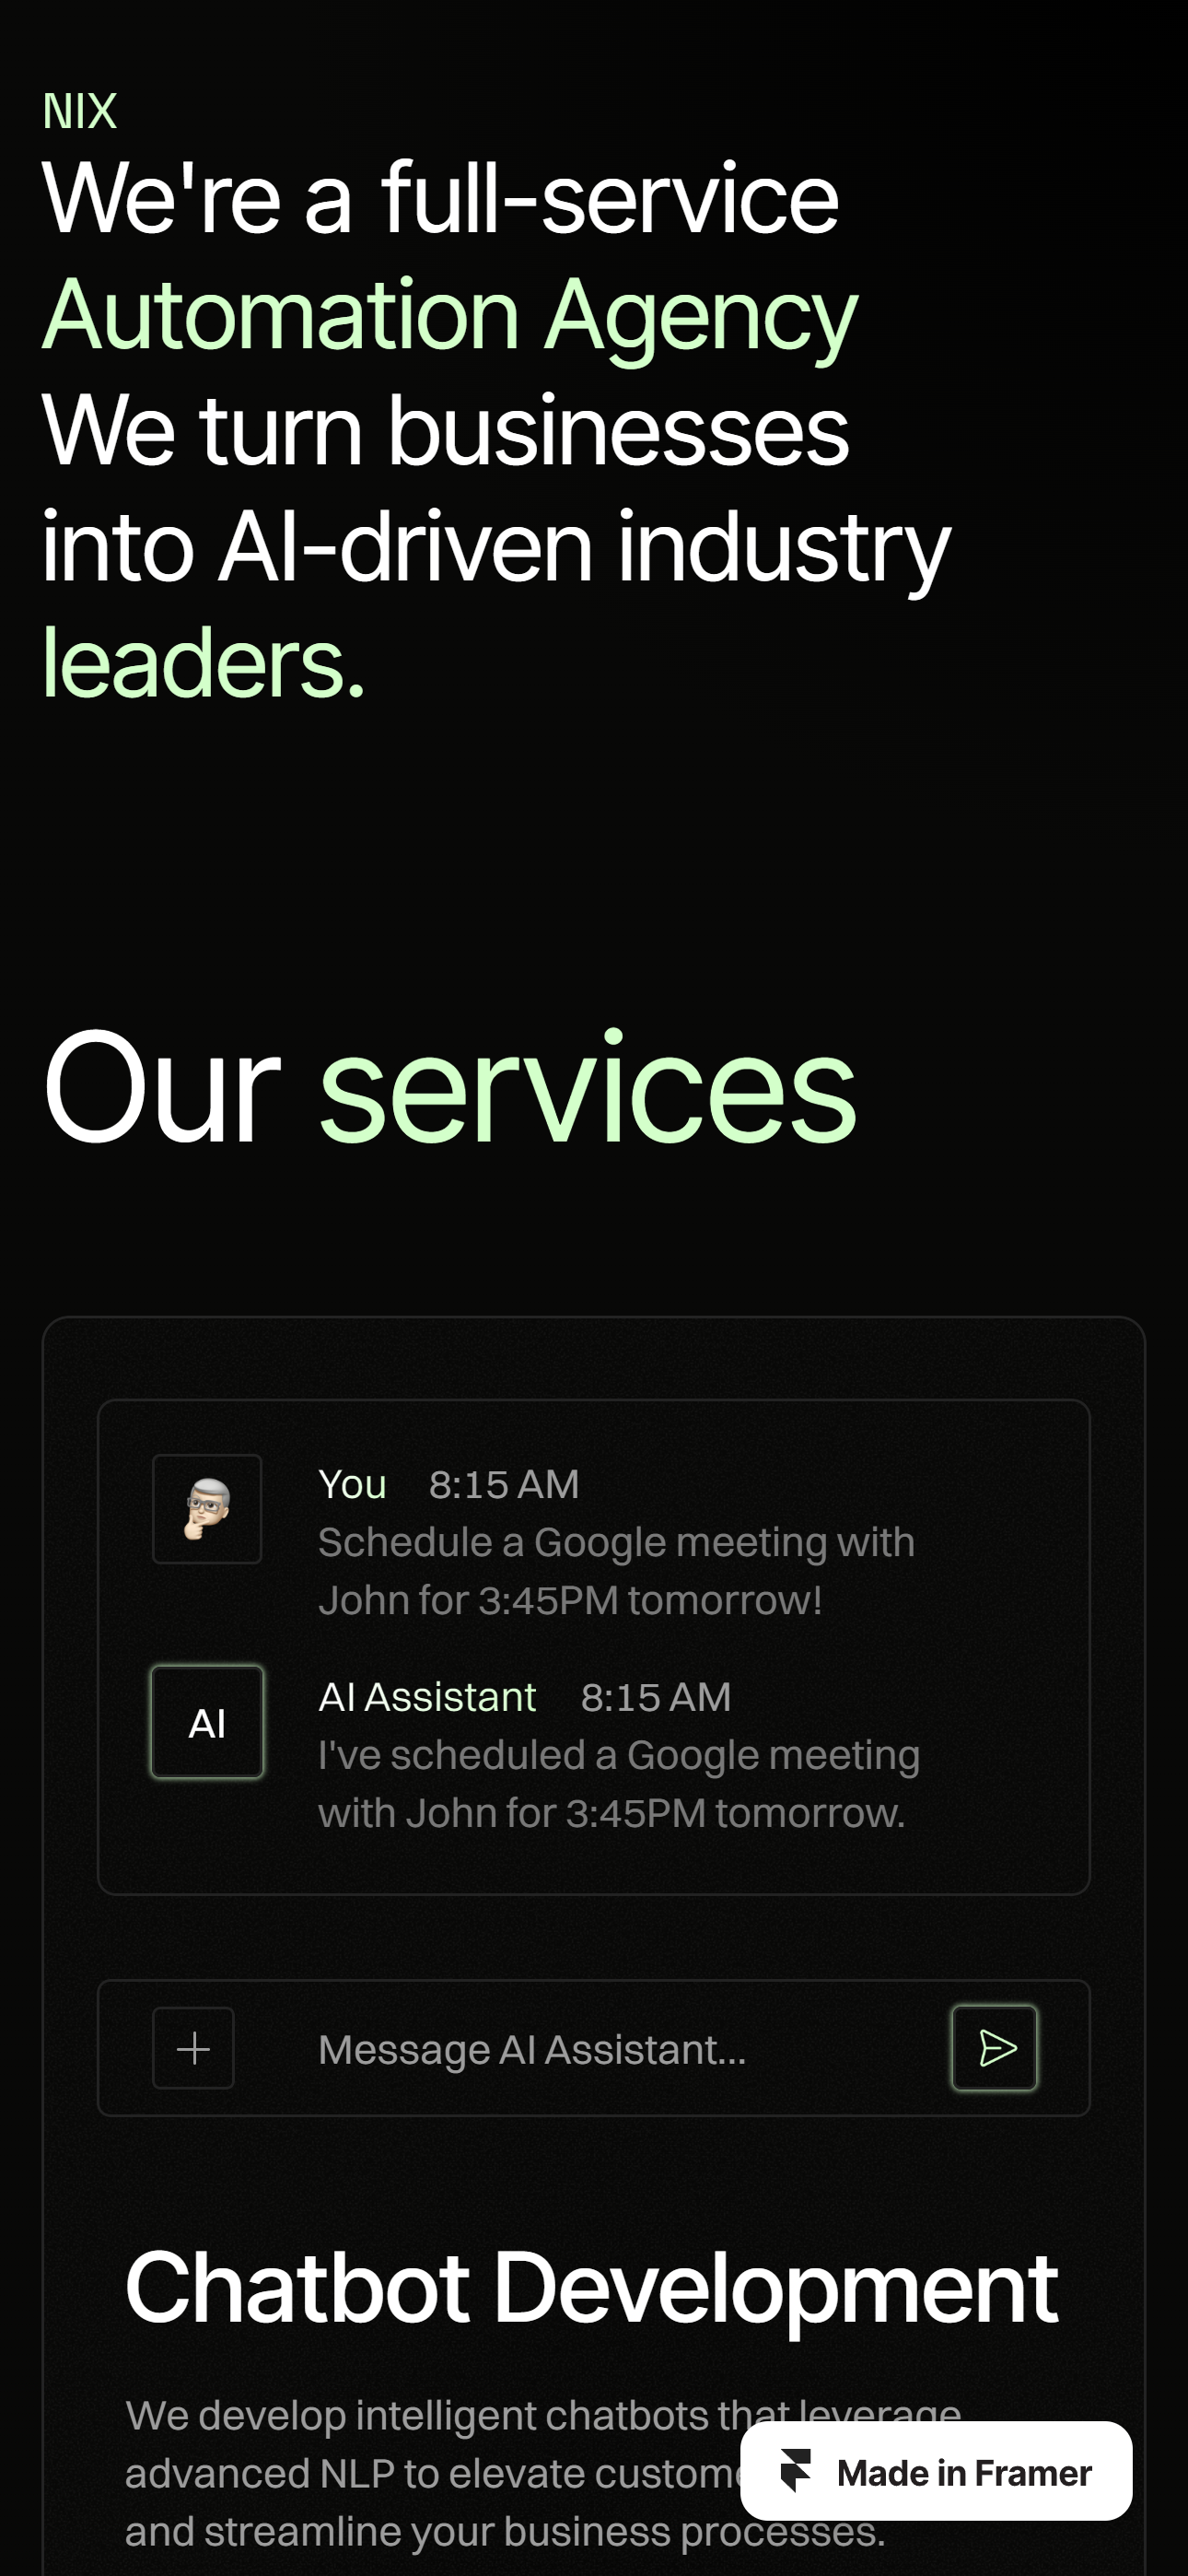 NIX
We're a full-service
Automation Agency
We turn businesses
into AI-driven industry
leaders.
Our services
You 8:15 AM
Schedule a Google meeting with
John for 3:45PM tomorrow!
AI
AI Assistant 8:15 AM
I've scheduled a Google meeting
with John for 3:45PM tomorrow.
Message AI Assistant...
Chatbot Development
We develop intelligent chatbots that leverage
advanced NLP to elevate
and streamline your business processes.
Made in Framer